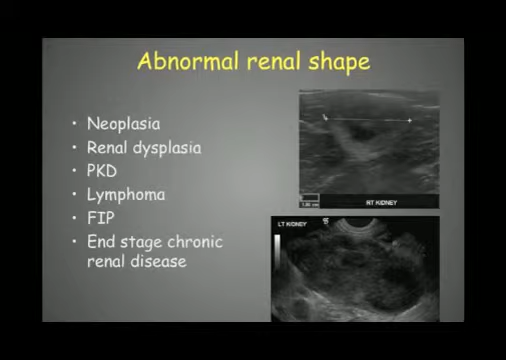 Abnormal renal shape
• Neoplasia
• Renal dysplasia
• PKD
• Lymphoma
• FIP
• End stage chronic
renal disease
RT KIDNEY
LT KIDNEY